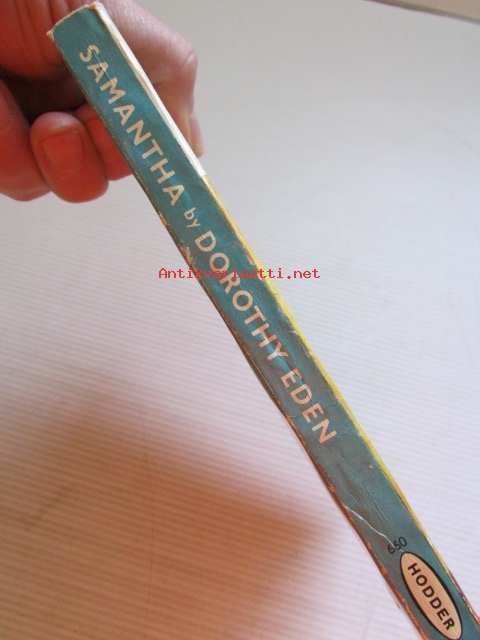 SAMANTHA by DOROTHY EDEN
Antikvariaatti.net
650
HODDER